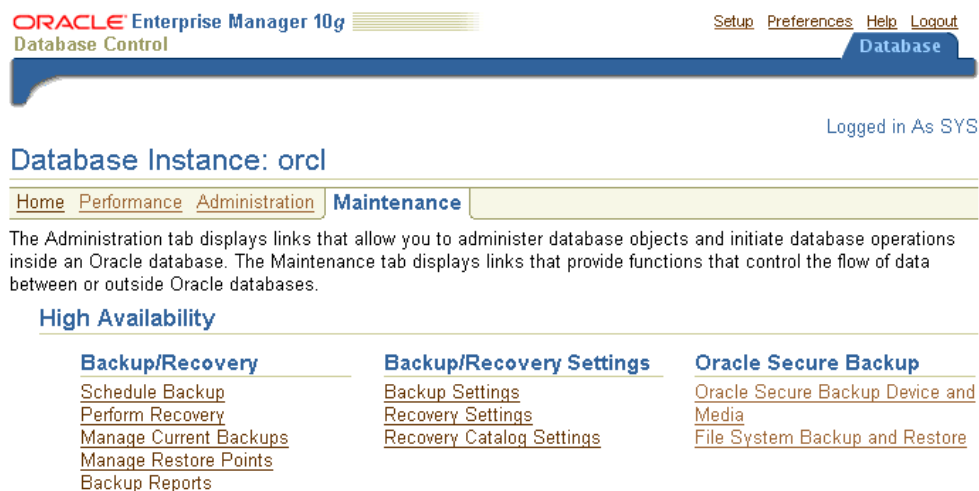 ORACLE Enterprise Manager 10g
Database Control
Setup Preferences Help Logout
Database
Logged in As SYS
Database Instance: orcl
Home Performance Administration Maintenance
The Administration tab displays links that allow you to administer database objects and initiate database operations
inside an Oracle database. The Maintenance tab displays links that provide functions that control the flow of data
between or outside Oracle databases.
High Availability
Backup/Recovery
Schedule Backup
Perform Recovery
Manage Current Backups
Manage Restore Points
Backup Reports
Backup/Recovery Settings
Backup Settings
Recovery Settings
Recovery Catalog Settings
Oracle Secure Backup
Oracle Secure Backup Device and
Media
File System Backup and Restore